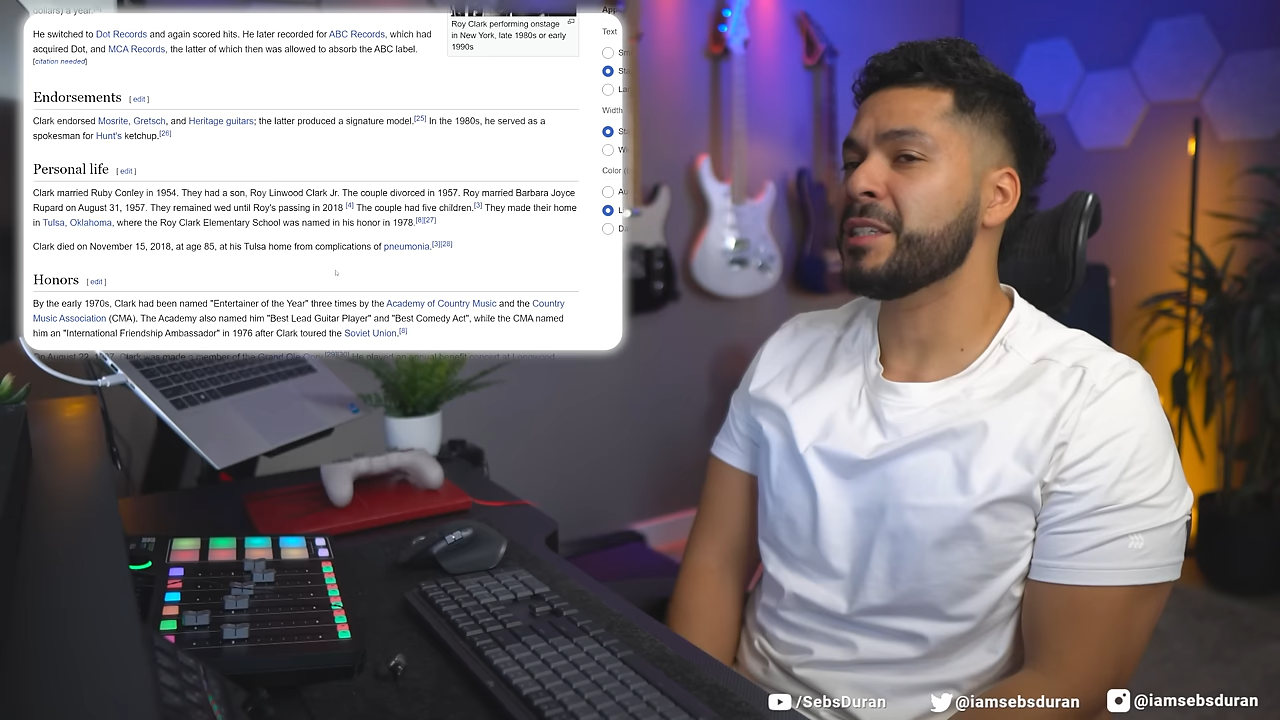 dollars) a year.
He switched to Dot Records and again scored hits. He later recorded for ABC Records, which had
acquired Dot, and MCA Records, the latter of which then was allowed to absorb the ABC label.
[citation needed]
Roy Clark performing onstage
in New York, late 1980s or early
1990s
Endorsements [ edit ]
Clark endorsed Mosrite, Gretsch, and Heritage guitars; the latter produced a signature model.[25] In the 1980s, he served as a
spokesman for Hunt's ketchup.[26]
Personal life [ edit ]
Clark married Ruby Conley in 1954. They had a son, Roy Linwood Clark Jr. The couple divorced in 1957. Roy married Barbara Joyce
Rupard on August 31, 1957. They remained wed until Roy's passing in 2018.[4] The couple had five children.[3] They made their home
in Tulsa, Oklahoma, where the Roy Clark Elementary School was named in his honor in 1978.[8][27]
Clark died on November 15, 2018, at age 85, at his Tulsa home from complications of pneumonia.[3][28]
Honors [ edit ]
By the early 1970s, Clark had been named "Entertainer of the Year" three times by the Academy of Country Music and the Country
Music Association (CMA). The Academy also named him "Best Lead Guitar Player" and "Best Comedy Act", while the CMA named
him an "International Friendship Ambassador" in 1976 after Clark toured the Soviet Union.[8]
Clark was made a member of the Grand Ole
Text
Width
Color
/SebsDuran
@iamsebsduran
@iamsebsduran